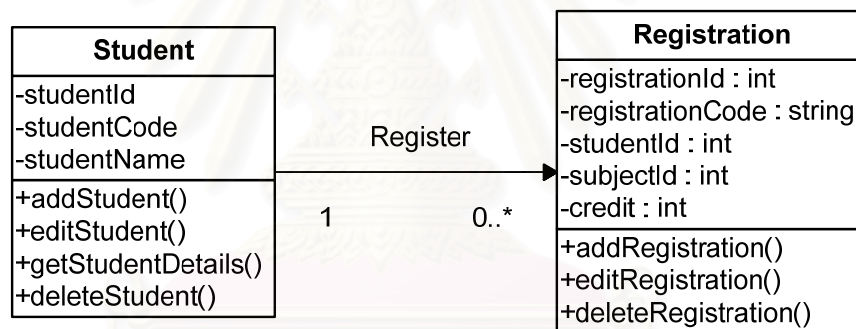 Student
-studentId
-studentCode
-studentName
+addStudent()
+editStudent()
+getStudentDetails()
+deleteStudent()
Register
1
0..*
Registration
-registrationId : int
-registrationCode : string
-studentId : int
-subjectId : int
-credit : int
+addRegistration()
+editRegistration()
+deleteRegistration()